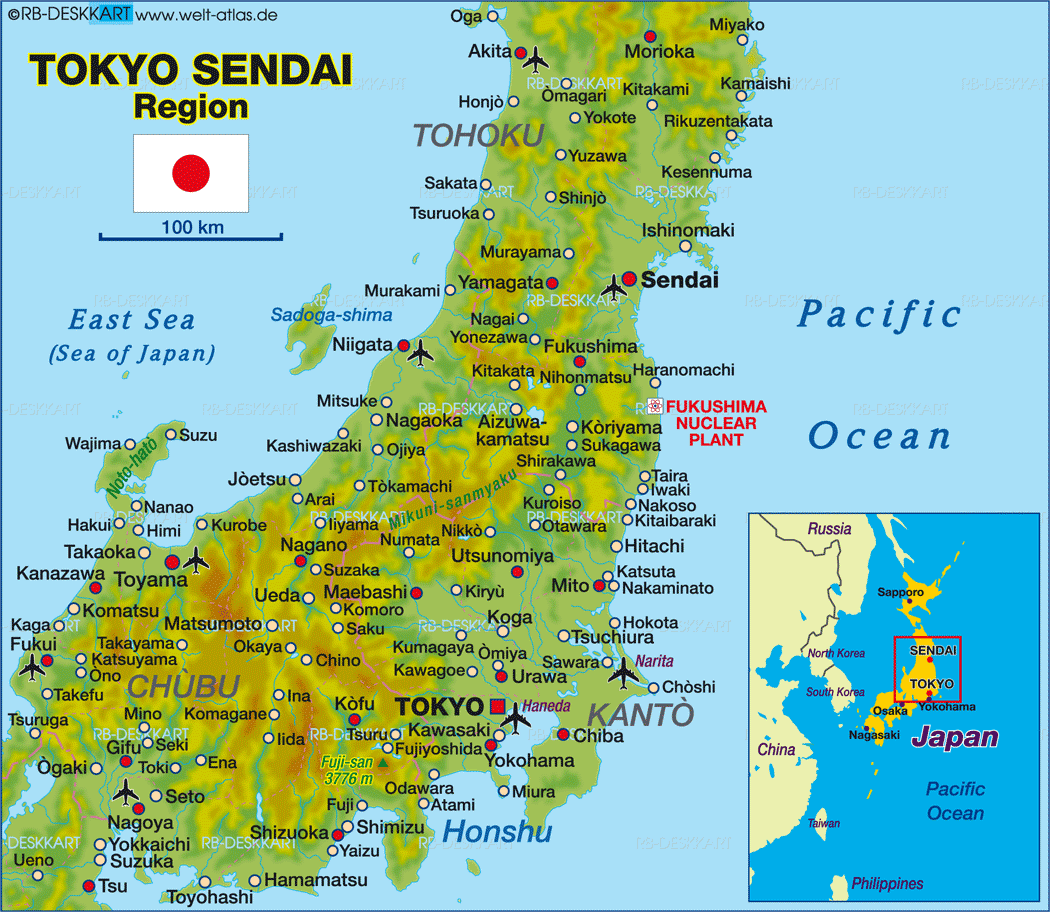 ©RB-DESKKART www.welt-atlas.de
TOKYO SENDAI
Region
100 km
Oga
Akita
Morioka
Miyako
Òmagari
Kitakami
Kamaishi
Honjò
Yokote
Rikuzentakata
TOHOKU
Yuzawa
Kesennuma
Sakata
Shinjò
Tsuruoka
Ishinomaki
Murayama
Yamagata
Sendai
Murakami
Sadoga-shima
East Sea
(Sea of Japan)
Pacific
Ocean
Nagai
Niigata
Yonezawa
Fukushima
Kitakata
Nihonmatsu
Haranomachi
Mitsuke
FUKUSHIMA
NUCLEAR
PLANT
Nagaoka
Aizuwa-
kamatsu
Kòriyama
Wajima
Suzu
Kashiwazaki
Ojiya
Sukagawa
Noto-hato
Shirakawa
Jòetsu
Tòkamachi
Mikuni-sanmyaku
Taira
Iwaki
Arai
Kuroiso
Nakoso
Nanao
Hakui
Himi
Kurobe
Iiyama
Nikkò
Otawara
Kitaibaraki
Takaoka
Numata
Nagano
Utsunomiya
Hitachi
Toyama
Kanazawa
Suzaka
Maebashi
Kiryù
Mito
Katsuta
Nakaminato
Ueda
Komoro
Komatsu
Kaga
Matsumoto
Saku
Koga
Hokota
Tsuchiura
Fukui
Takayama
Katsuyama
Okaya
Chino
Kumagaya
Òmiya
Sawara
Narita
Ono
Kawagoe
Urawa
Chòshi
Takefu
CHÙBU
Ina
Kòfu
TOKYO
Haneda
KANTÒ
Tsuruga
Mino
Komagane
Tsuru
Kawasaki
Chiba
Gifu
Seki
Iida
Fujiyoshida
Yokohama
Ògaki
Toki
Ena
Fuji-san
3776 m
Odawara
Miura
Seto
Fuji
Atami
Nagoya
Shizuoka
Shimizu
Honshu
Yokkaichi
Suzuka
Yaizu
Ueno
Tsu
Toyohashi
Hamamatsu
Russia
Sapporo
North Korea
SENDAI
South Korea
TOKYO
Osaka
Yokohama
Nagasaki
Japan
China
Pacific
Ocean
Taiwan
Philippines
RB-DESKKART